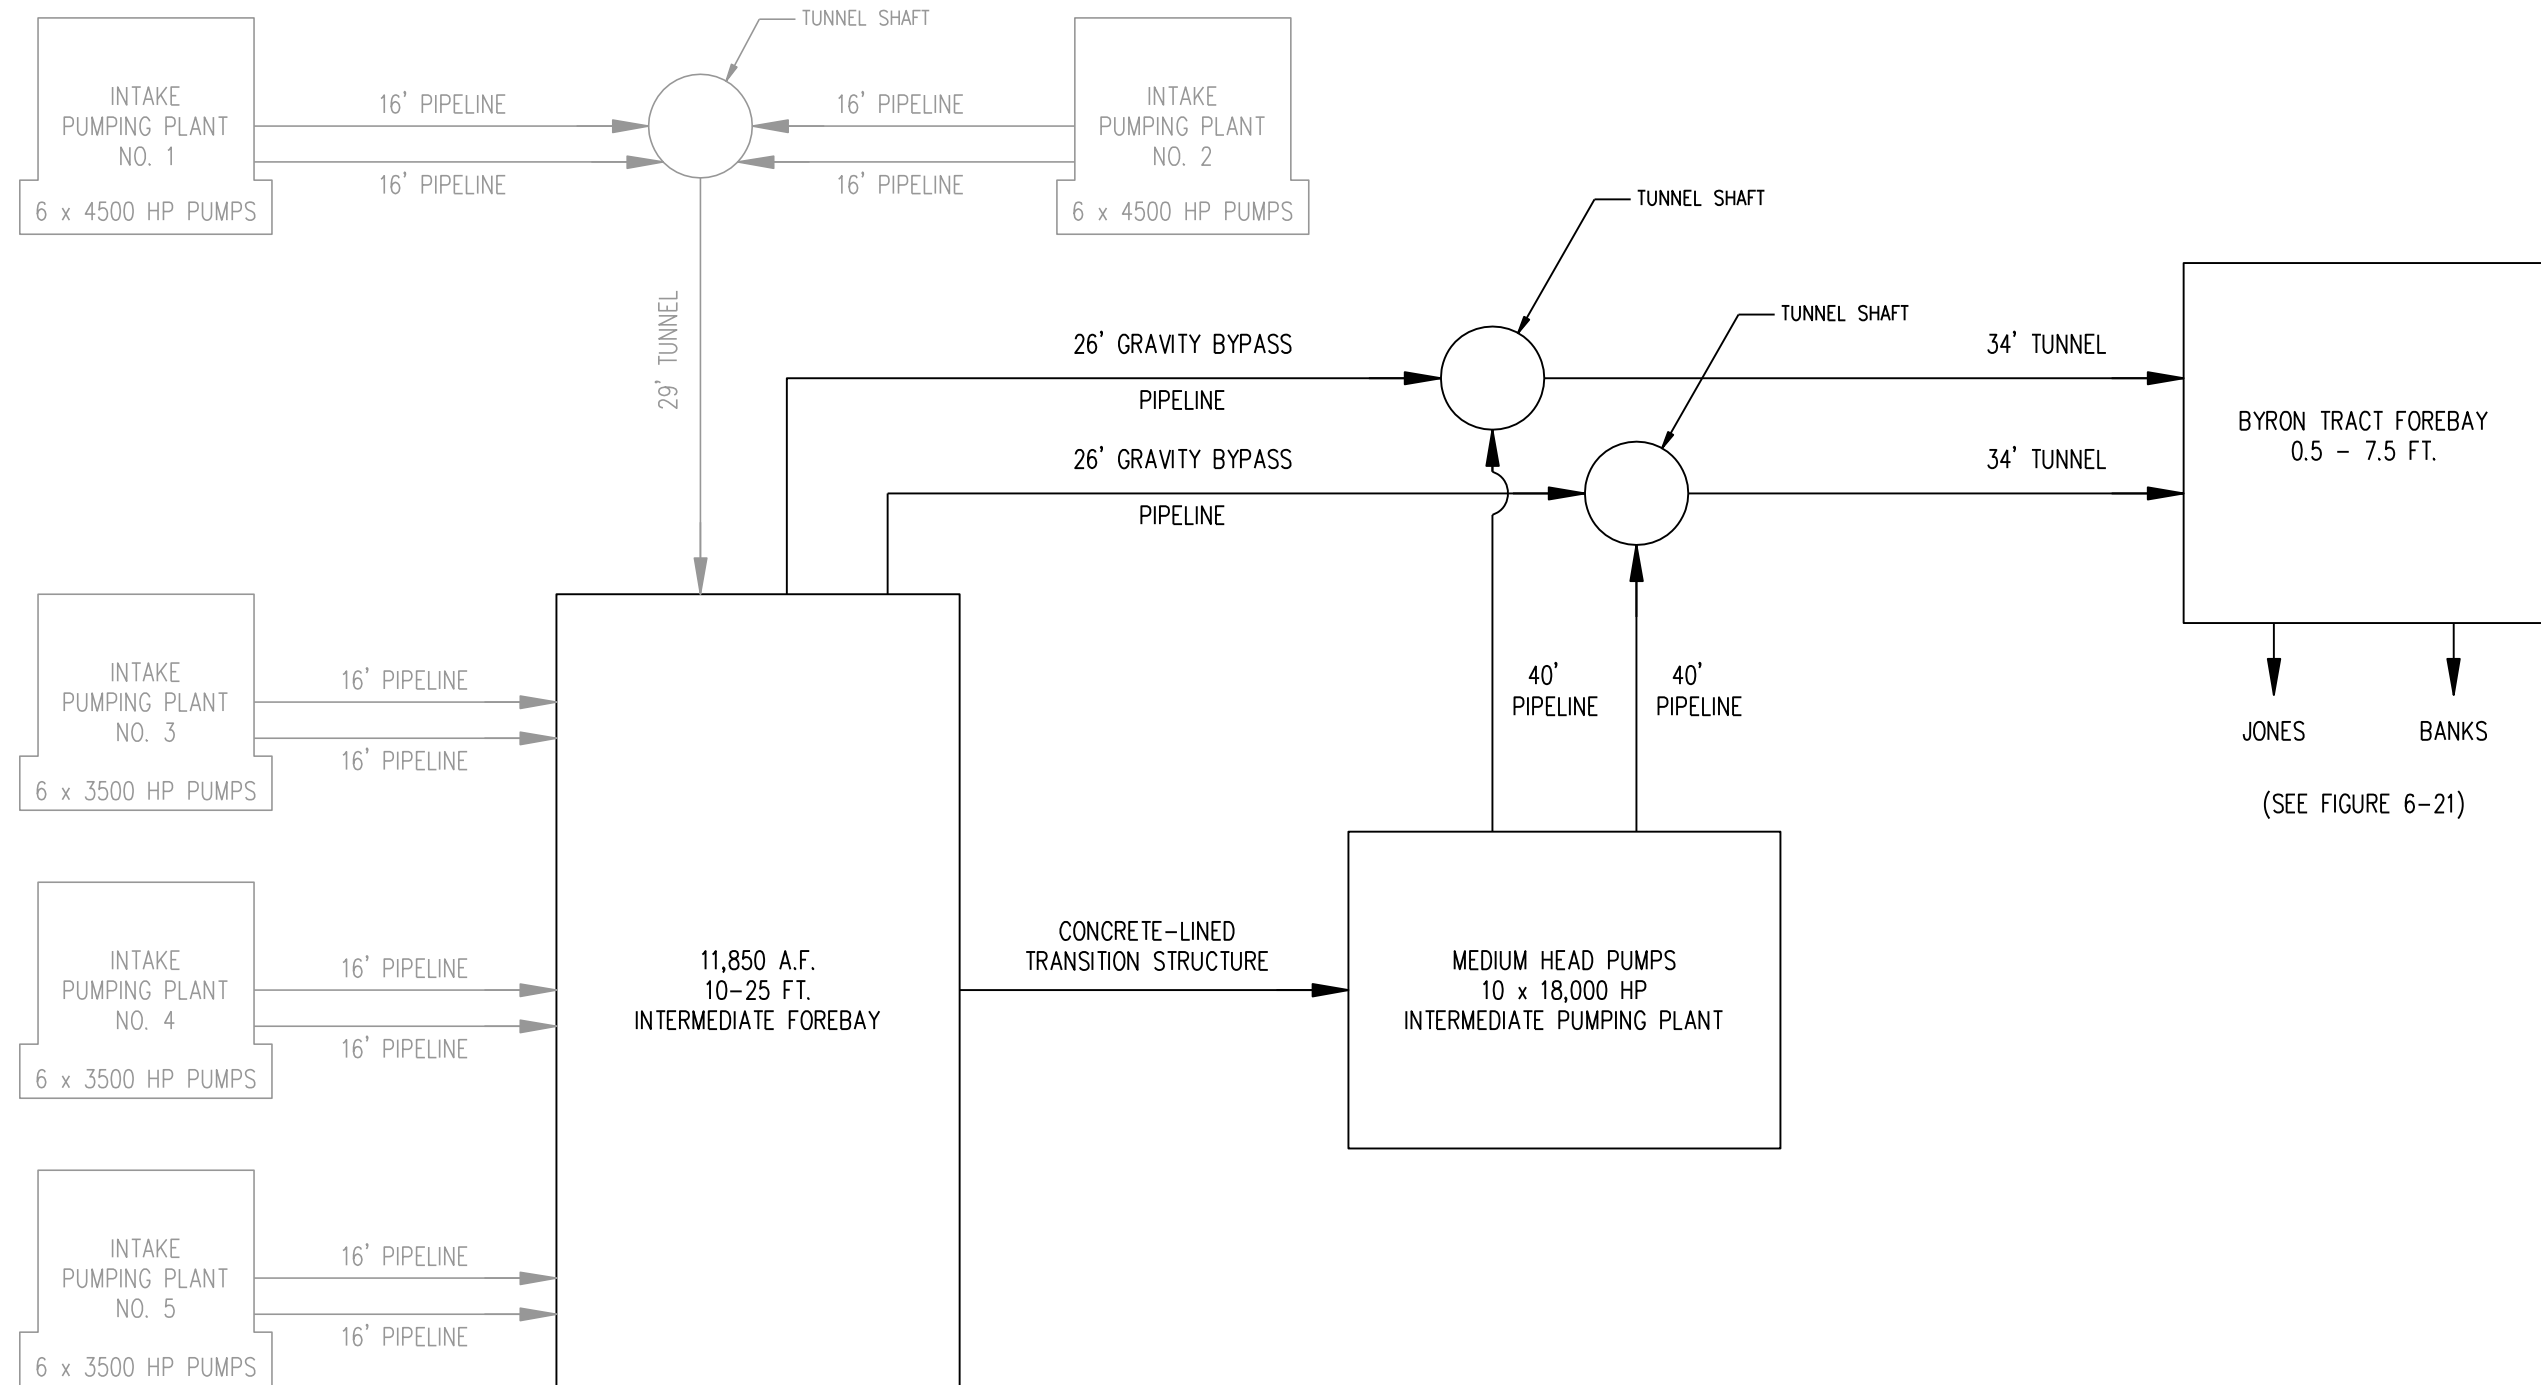 TUNNEL SHAFT
INTAKE
PUMPING PLANT
NO. 1
6 x 4500 HP PUMPS
16' PIPELINE
16' PIPELINE
16' PIPELINE
16' PIPELINE
INTAKE
PUMPING PLANT
NO. 2
6 x 4500 HP PUMPS
29' TUNNEL
TUNNEL SHAFT
TUNNEL SHAFT
26' GRAVITY BYPASS
PIPELINE
26' GRAVITY BYPASS
PIPELINE
34' TUNNEL
34' TUNNEL
BYRON TRACT FOREBAY
0.5 – 7.5 FT.
JONES
BANKS
(SEE FIGURE 6–21)
INTAKE
PUMPING PLANT
NO. 3
6 x 3500 HP PUMPS
16' PIPELINE
16' PIPELINE
40'
PIPELINE
40'
PIPELINE
INTAKE
PUMPING PLANT
NO. 4
6 x 3500 HP PUMPS
16' PIPELINE
16' PIPELINE
11,850 A.F.
10–25 FT.
INTERMEDIATE FOREBAY
CONCRETE–LINED
TRANSITION STRUCTURE
MEDIUM HEAD PUMPS
10 x 18,000 HP
INTERMEDIATE PUMPING PLANT
INTAKE
PUMPING PLANT
NO. 5
6 x 3500 HP PUMPS
16' PIPELINE
16' PIPELINE